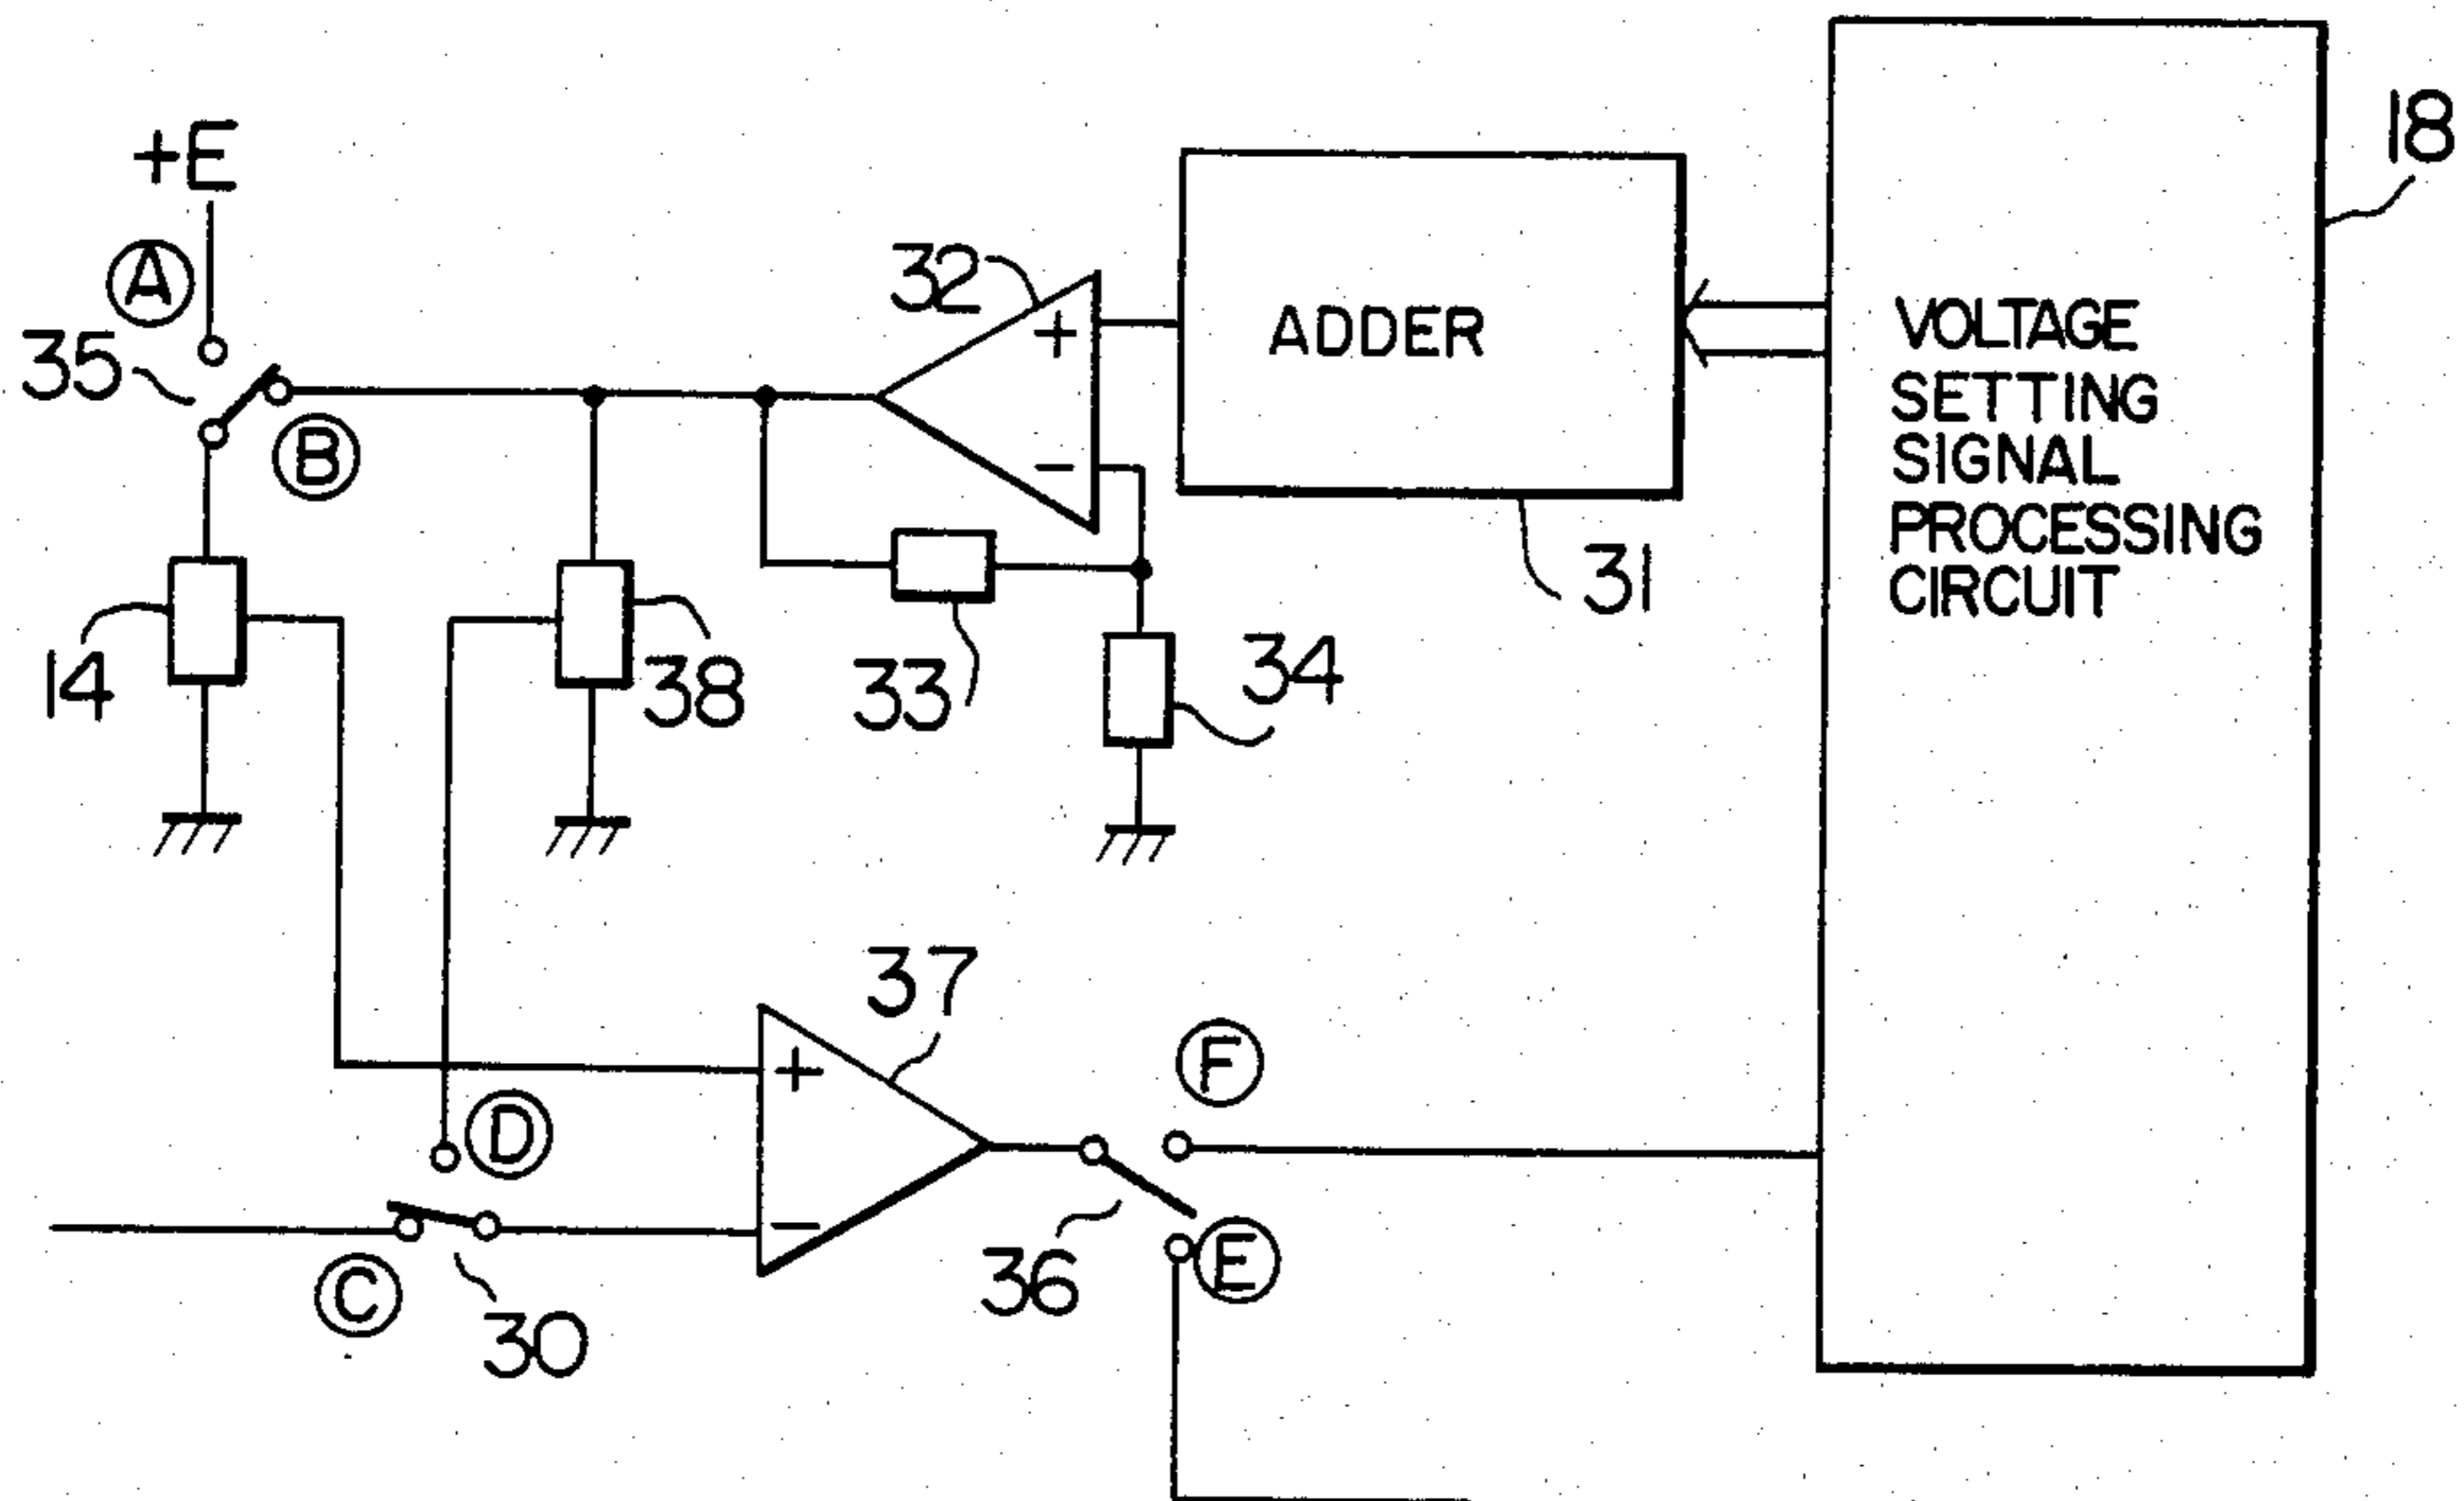 +E
A
35
B
14
38
32
+
−
33
34
ADDER
31
VOLTAGE
SETTING
SIGNAL
PROCESSING
CIRCUIT
18
37
+
−
D
C
30
36
F
E